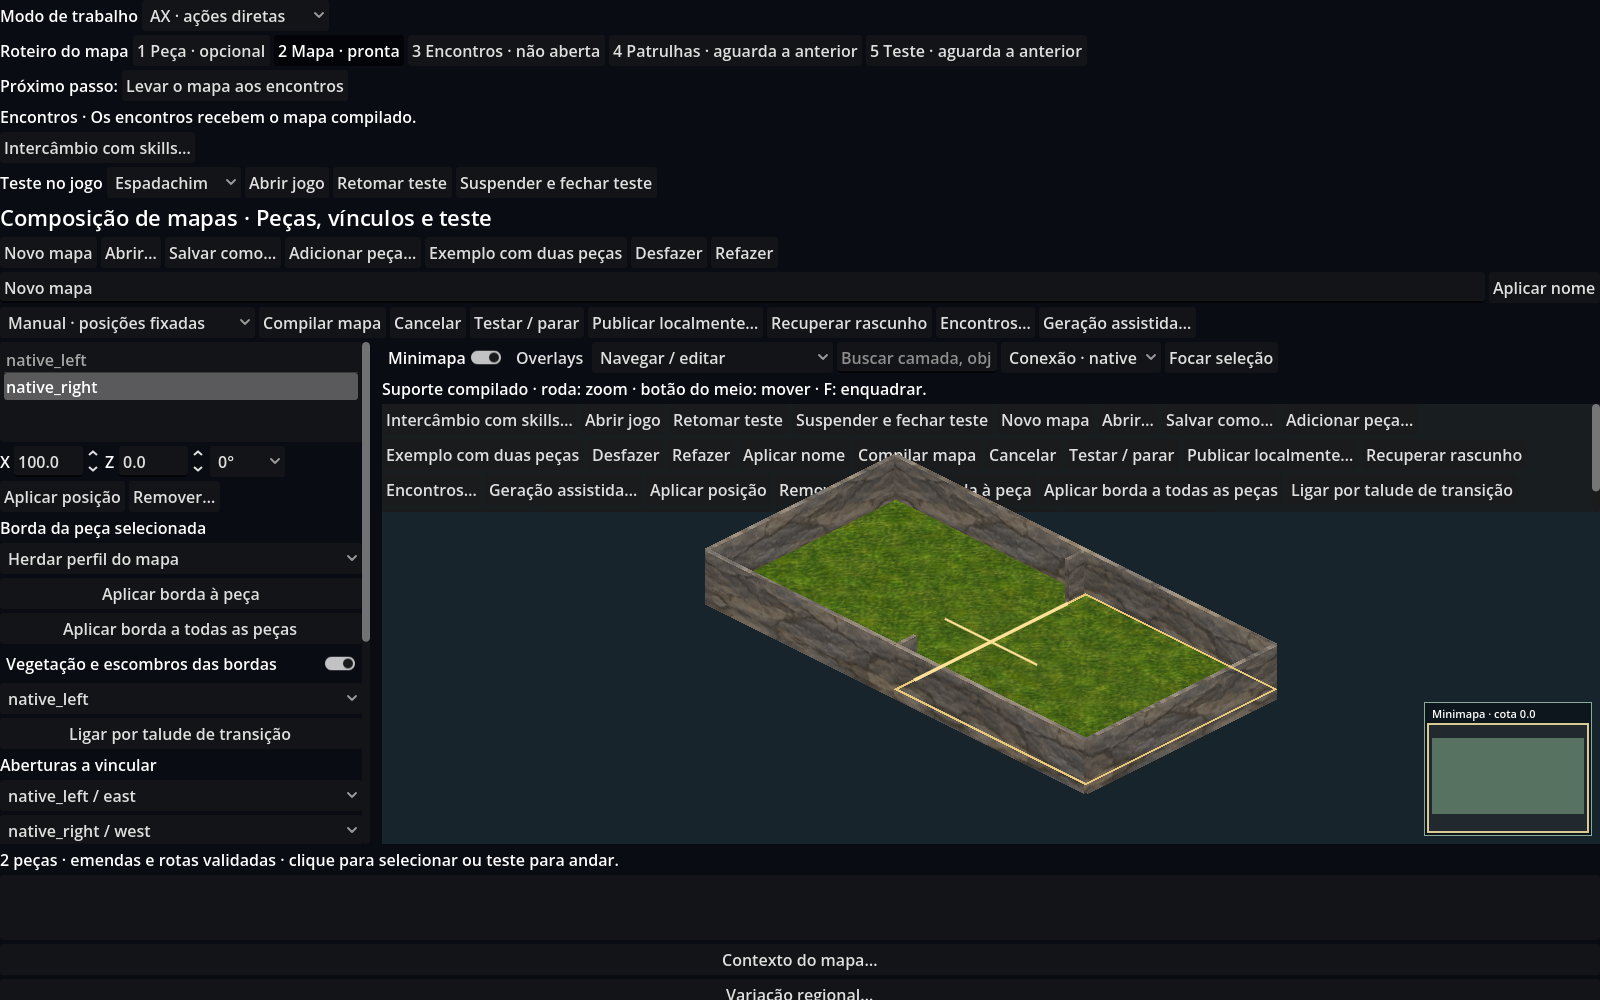 Modo de trabalho AX · ações diretas
Roteiro do mapa 1 Peça · opcional 2 Mapa · pronta 3 Encontros · não aberta 4 Patrulhas · aguarda a anterior 5 Teste · aguarda a anterior
Próximo passo: Levar o mapa aos encontros
Encontros · Os encontros recebem o mapa compilado.
Intercâmbio com skills...
Teste no jogo Espadachim Abrir jogo Retomar teste Suspender e fechar teste
Composição de mapas · Peças, vínculos e teste
Novo mapa Abrir... Salvar como... Adicionar peça... Exemplo com duas peças Desfazer Refazer
Novo mapa Aplicar nome
Manual · posições fixadas Compilar mapa Cancelar Testar / parar Publicar localmente... Recuperar rascunho Encontros... Geração assistida...
native_left
native_right
X 100.0 Z 0.0 0°
Aplicar posição Remover...
Borda da peça selecionada
Herdar perfil do mapa
Aplicar borda à peça
Aplicar borda a todas as peças
Vegetação e escombros das bordas
native_left
Ligar por talude de transição
Aberturas a vincular
native_left / east
native_right / west
Minimapa Overlays Navegar / editar Buscar camada, obj Conexão · native Focar seleção
Suporte compilado · roda: zoom · botão do meio: mover · F: enquadrar.
Intercâmbio com skills... Abrir jogo Retomar teste Suspender e fechar teste Novo mapa Abrir... Salvar como... Adicionar peça...
Exemplo com duas peças Desfazer Refazer Aplicar nome Compilar mapa Cancelar Testar / parar Publicar localmente... Recuperar rascunho
Encontros... Geração assistida... Aplicar posição à peça Aplicar borda a todas as peças Ligar por talude de transição
Minimapa · cota 0.0
2 peças · emendas e rotas validadas · clique para selecionar ou teste para andar.
Contexto do mapa...
Variação regional...